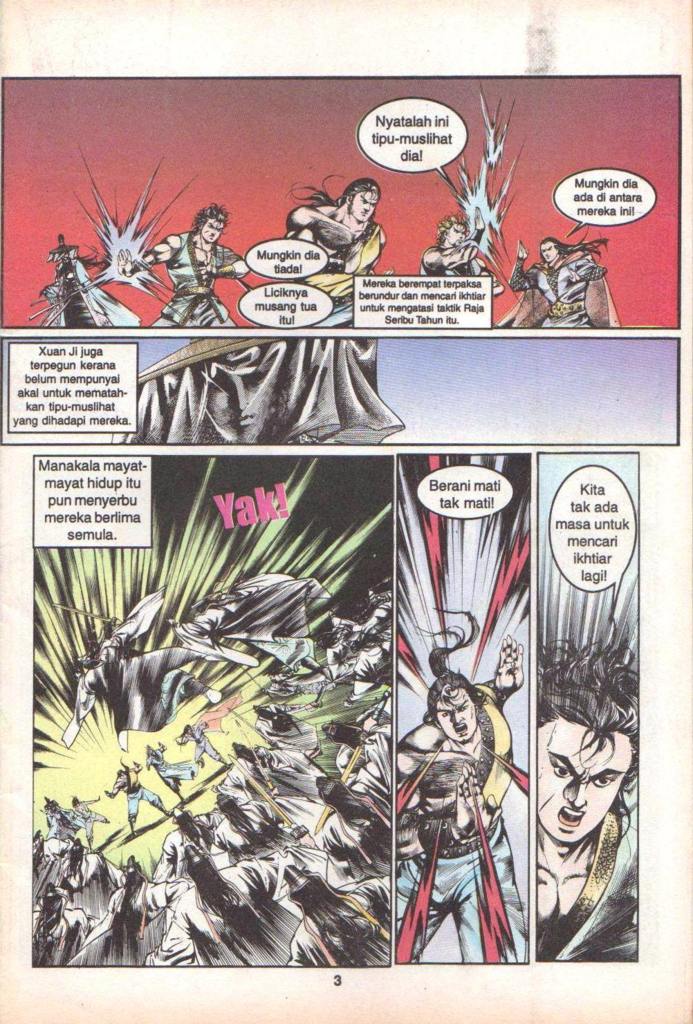 Nyatalah ini
tipu-muslihat
dia!
Mungkin dia
ada di antara
mereka ini!
Mungkin dia
tiada!
Liciknya
musang tua
itu!
Mereka berempat terpaksa
berundur dan mencari ikhtiar
untuk mengatasi taktik Raja
Seribu Tahun itu.
Xuan Ji juga
terpegun kerana
belum mempunyai
akal untuk mematah-
kan tipu-muslihat
yang dihadapi mereka.
Manakala mayat-
mayat hidup itu
pun menyerbu
mereka berlima
semula.
Yak!
Berani mati
tak mati!
Kita
tak ada
masa untuk
mencari
ikhtiar
lagi!
3